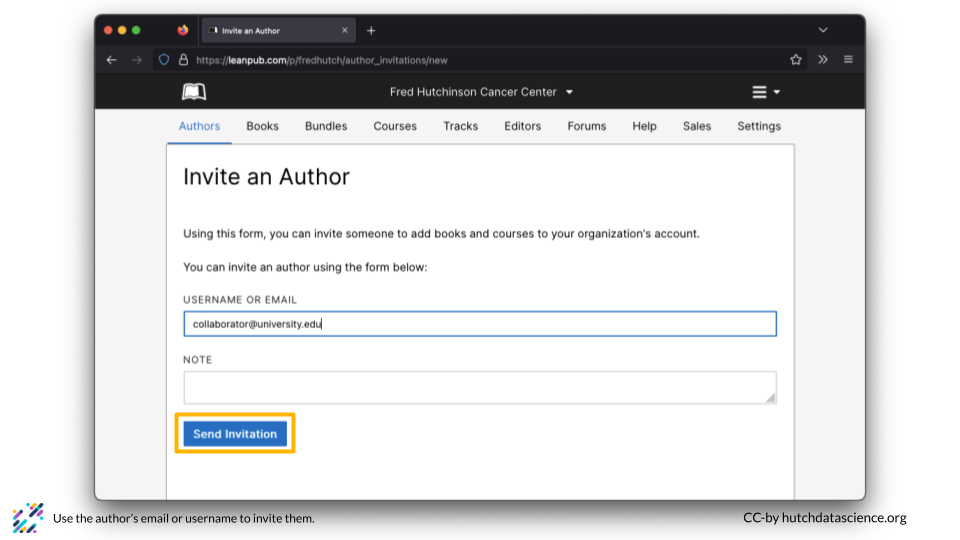 Invite an Author
https://leanpub.com/p/fredhutch/author_invitations/new
Fred Hutchinson Cancer Center
Authors Books Bundles Courses Tracks Editors Forums Help Sales Settings
Invite an Author
Using this form, you can invite someone to add books and courses to your organization's account.
You can invite an author using the form below:
USERNAME OR EMAIL
collaborator@university.edu
NOTE
Send Invitation
Use the author's email or username to invite them.
CC-by hutchdatascience.org